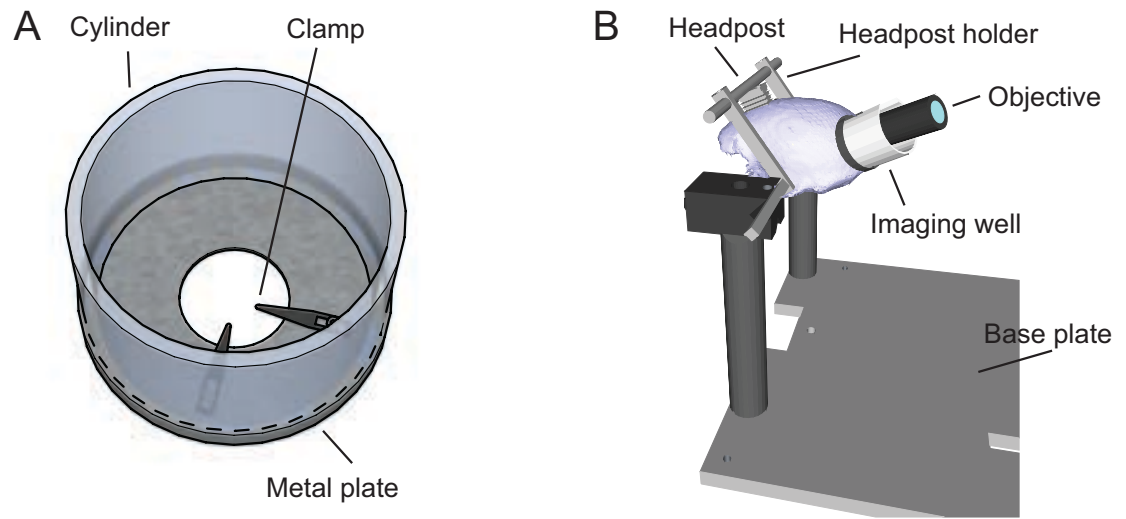 A
Cylinder
Clamp
Metal plate
B
Headpost
Headpost holder
Objective
Imaging well
Base plate